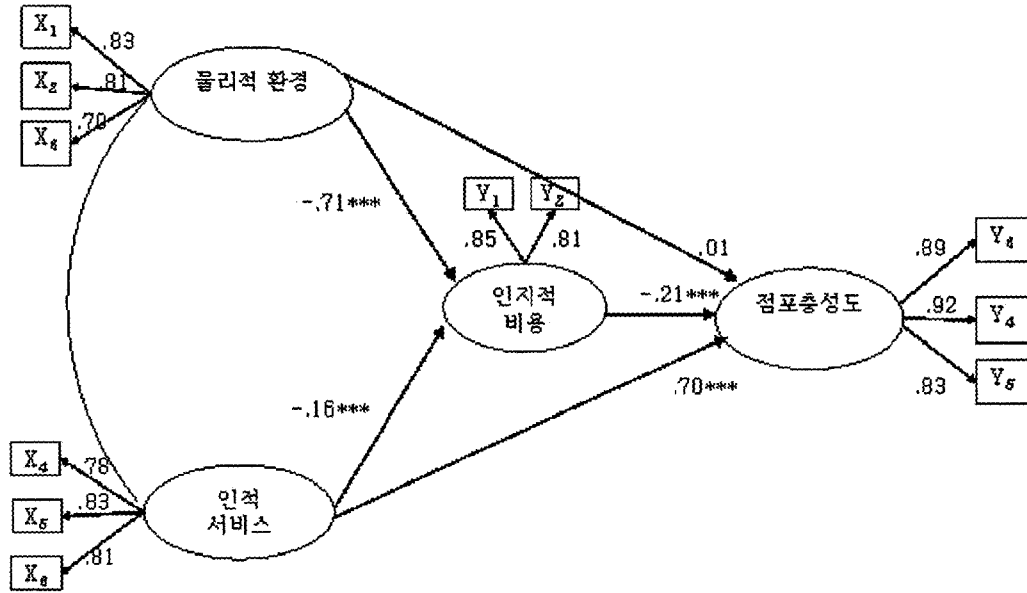 X₁
.83
물리적 환경
X₂
.81
.70
X₆
-.71***
Y₁
Y₂
.85
.81
.01
.89
Y₆
인지적
비용
-.21***
점포충성도
.92
Y₄
.83
Y₅
-.16***
.70***
X₄
.78
인적
서비스
X₅
.83
.81
X₆